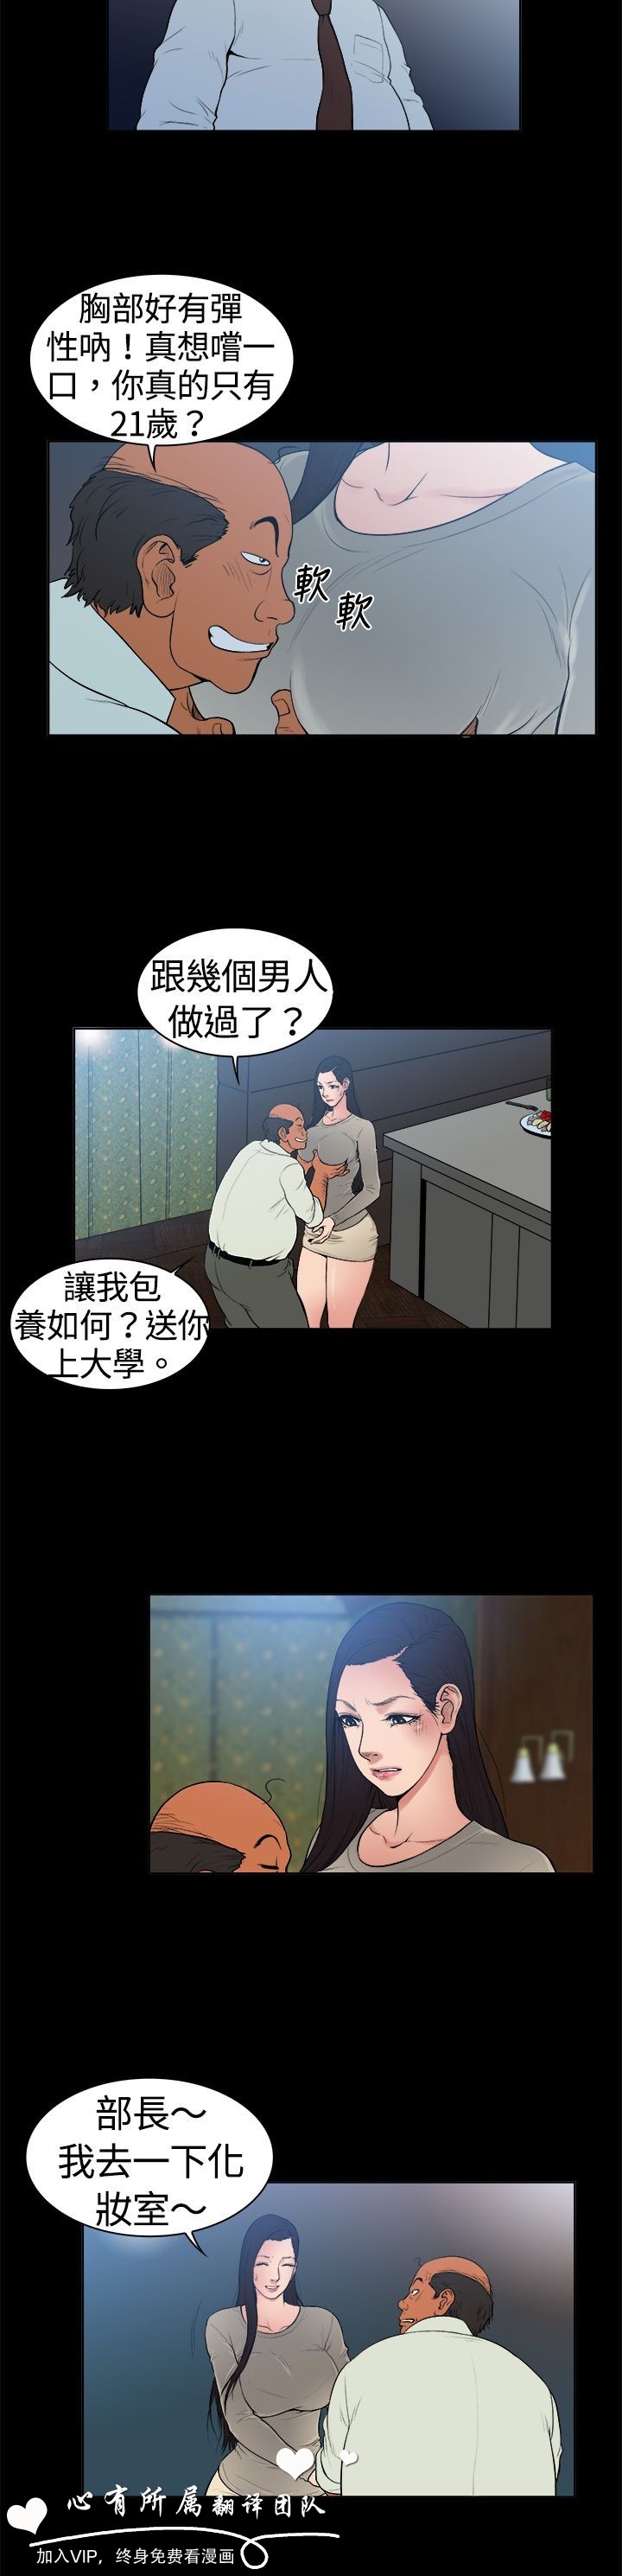 胸部好有彈
性吶！真想嚐一
口，你真的只有
21歲？
軟
軟
跟幾個男人
做過了？
讓我包
養如何？送你
上大學。
部長～
我去一下化
妝室～
心有所属翻译团队
加入VIP，终身免费看漫画